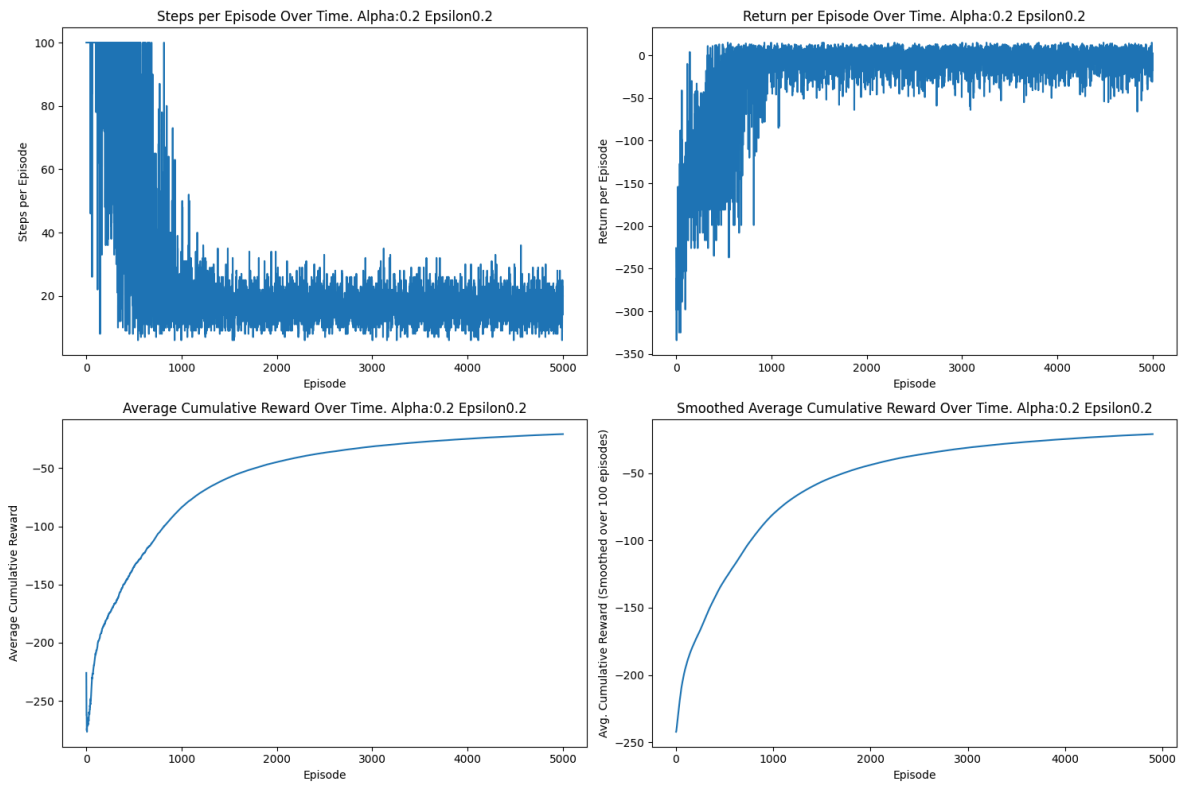 Steps per Episode Over Time. Alpha:0.2 Epsilon0.2
100
80
60
40
20
Steps per Episode
0 1000 2000 3000 4000 5000
Episode
Return per Episode Over Time. Alpha:0.2 Epsilon0.2
0
−50
−100
−150
−200
−250
−300
−350
Return per Episode
0 1000 2000 3000 4000 5000
Episode
Average Cumulative Reward Over Time. Alpha:0.2 Epsilon0.2
−50
−100
−150
−200
−250
Average Cumulative Reward
0 1000 2000 3000 4000 5000
Episode
Smoothed Average Cumulative Reward Over Time. Alpha:0.2 Epsilon0.2
−50
−100
−150
−200
−250
Avg. Cumulative Reward (Smoothed over 100 episodes)
0 1000 2000 3000 4000 5000
Episode